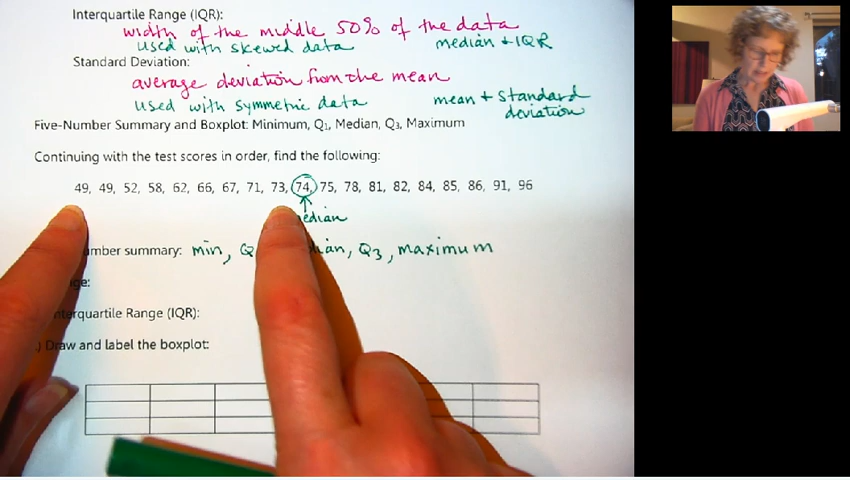 Interquartile Range (IQR):
width of the middle 50% of the data
used with skewed data median + IQR
Standard Deviation:
average deviation from the mean
used with symmetric data mean + standard
deviation
Five-Number Summary and Boxplot: Minimum, Q₁, Median, Q₃, Maximum
Continuing with the test scores in order, find the following:
49, 49, 52, 58, 62, 66, 67, 71, 73, 74, 75, 78, 81, 82, 84, 85, 86, 91, 96
summary: min, Q₃, maximum
Range (IQR):
Draw and label the boxplot: